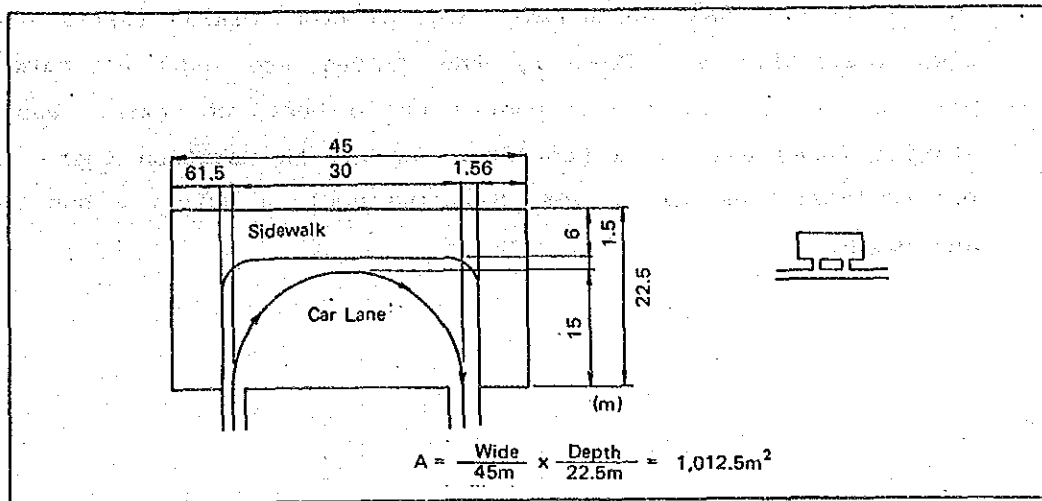 45
61.5 30 1.56
Sidewalk
6
1.5
22.5
Car Lane
15
(m)
A = Wide/45m x Depth/22.5m = 1,012.5m²